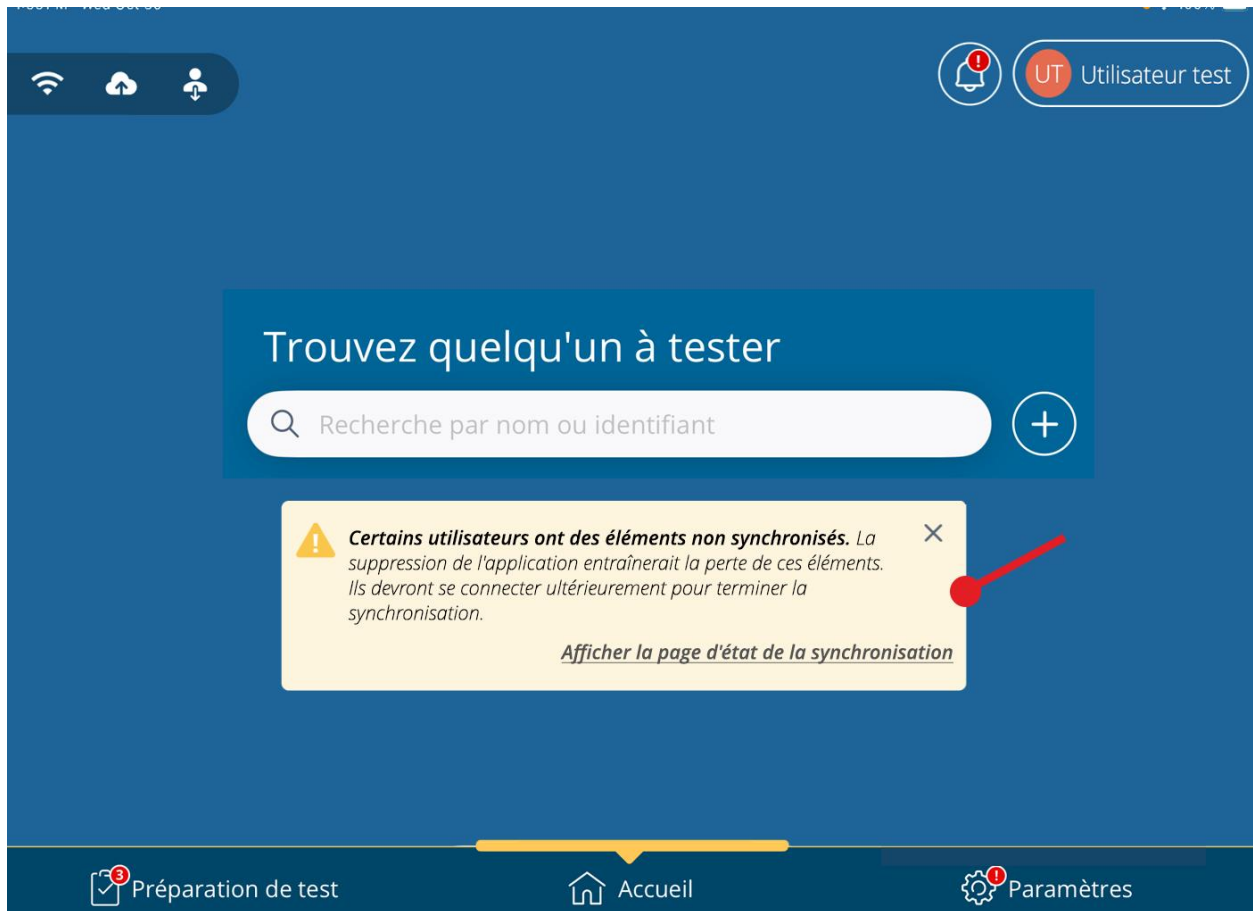 UT Utilisateur test
Trouvez quelqu'un à tester
Recherche par nom ou identifiant
Certains utilisateurs ont des éléments non synchronisés. La
suppression de l'application entraînerait la perte de ces éléments.
Ils devront se connecter ultérieurement pour terminer la
synchronisation.
Afficher la page d'état de la synchronisation
3 Préparation de test
Accueil
Paramètres